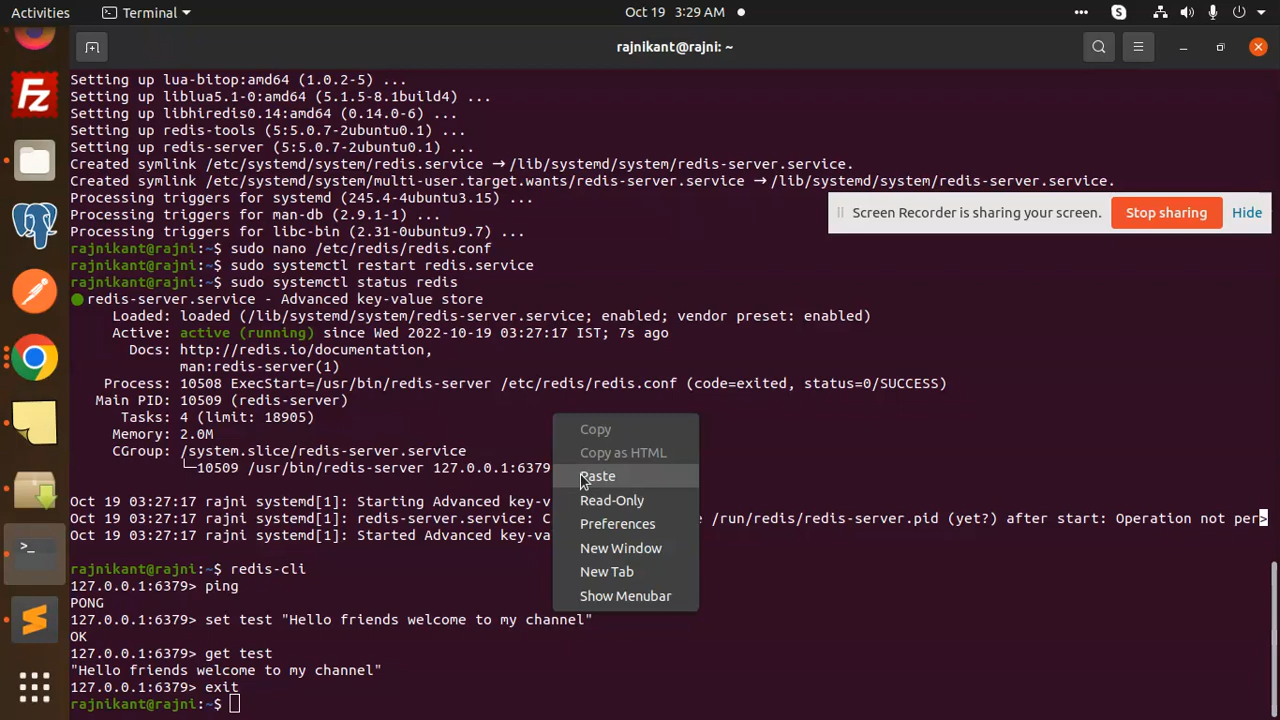 Activities
Terminal
Oct 19 3:29 AM
rajnikant@rajni: ~
Setting up lua-bitop:amd64 (1.0.2-5) ...
Setting up liblua5.1-0:amd64 (5.1.5-8.1build4) ...
Setting up libhiredis0.14:amd64 (0.14.0-6) ...
Setting up redis-tools (5:5.0.7-2ubuntu0.1) ...
Setting up redis-server (5:5.0.7-2ubuntu0.1) ...
Created symlink /etc/systemd/system/redis.service → /lib/systemd/system/redis-server.service.
Created symlink /etc/systemd/system/multi-user.target.wants/redis-server.service → /lib/systemd/system/redis-server.service.
Processing triggers for systemd (245.4-4ubuntu3.15) ...
Processing triggers for man-db (2.9.1-1) ...
Processing triggers for libc-bin (2.31-0ubuntu9.7) ...
Screen Recorder is sharing your screen.
Stop sharing
Hide
rajnikant@rajni:~$ sudo nano /etc/redis/redis.conf
rajnikant@rajni:~$ sudo systemctl restart redis.service
rajnikant@rajni:~$ sudo systemctl status redis
● redis-server.service - Advanced key-value store
Loaded: loaded (/lib/systemd/system/redis-server.service; enabled; vendor preset: enabled)
Active: active (running) since Wed 2022-10-19 03:27:17 IST; 7s ago
Docs: http://redis.io/documentation,
man:redis-server(1)
Process: 10508 ExecStart=/usr/bin/redis-server /etc/redis/redis.conf (code=exited, status=0/SUCCESS)
Main PID: 10509 (redis-server)
Tasks: 4 (limit: 18905)
Memory: 2.0M
CGroup: /system.slice/redis-server.service
└─10509 /usr/bin/redis-server 127.0.0.1:6379
Oct 19 03:27:17 rajni systemd[1]: Starting Advanced key-v
Oct 19 03:27:17 rajni systemd[1]: redis-server.service: C /run/redis/redis-server.pid (yet?) after start: Operation not per>
Oct 19 03:27:17 rajni systemd[1]: Started Advanced key-va
rajnikant@rajni:~$ redis-cli
127.0.0.1:6379> ping
PONG
127.0.0.1:6379> set test "Hello friends welcome to my channel"
OK
127.0.0.1:6379> get test
"Hello friends welcome to my channel"
127.0.0.1:6379> exit
rajnikant@rajni:~$
Copy
Copy as HTML
Paste
Read-Only
Preferences
New Window
New Tab
Show Menubar